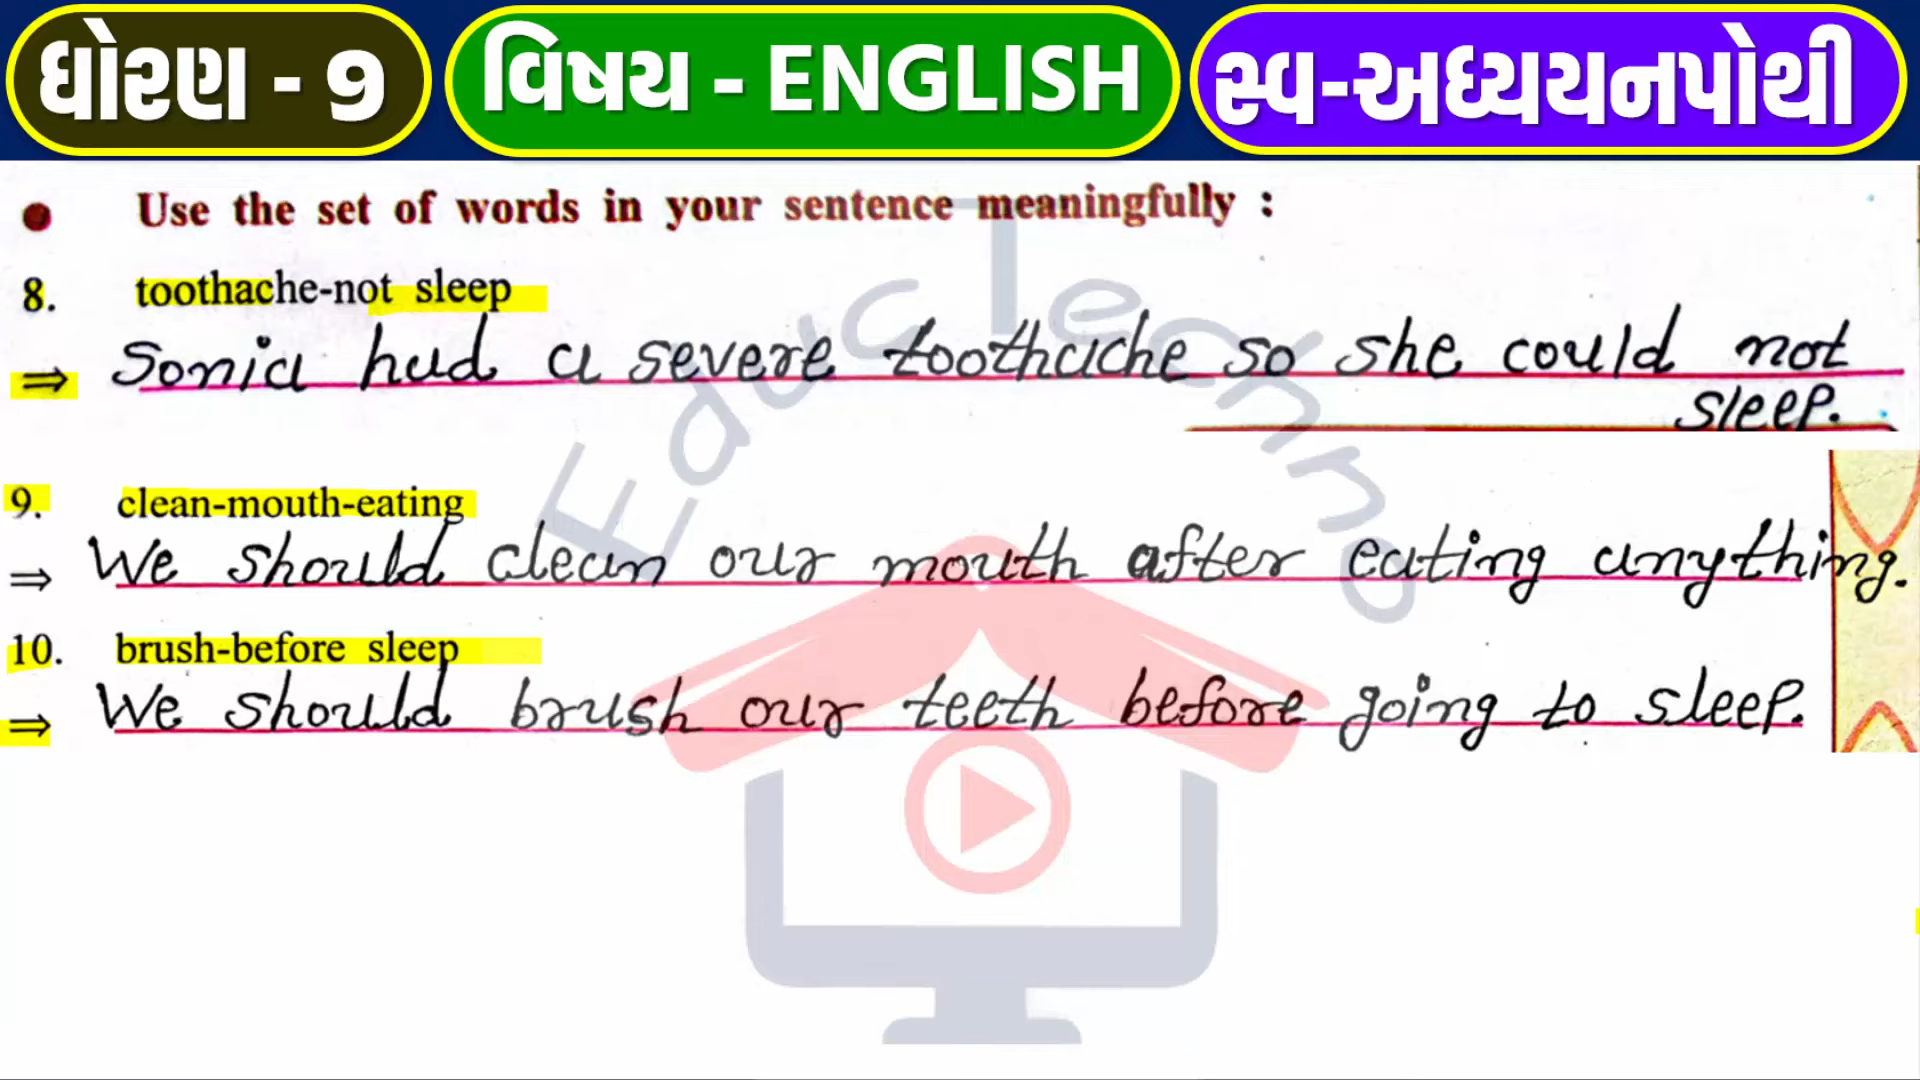 ધોરણ - 9 વિષય - ENGLISH સ્વ-અધ્યયનપોથી
● Use the set of words in your sentence meaningfully :
8. toothache-not sleep
⇒ Sonia had a severe toothache so she could not
sleep.
9. clean-mouth-eating
⇒ We should clean our mouth after eating anything.
10. brush-before sleep
⇒ We should brush our teeth before going to sleep.
Educ Techno